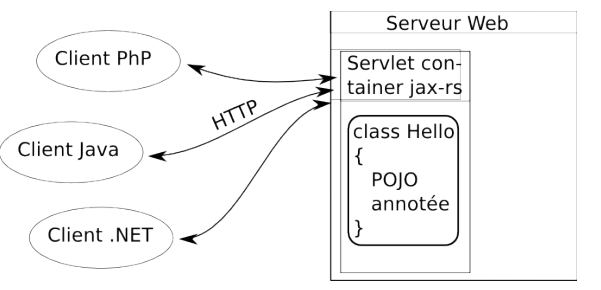 Serveur Web
Client PhP
Servlet con-
tainer jax-rs
HTTP
class Hello
{
POJO
annotée
}
Client Java
Client .NET